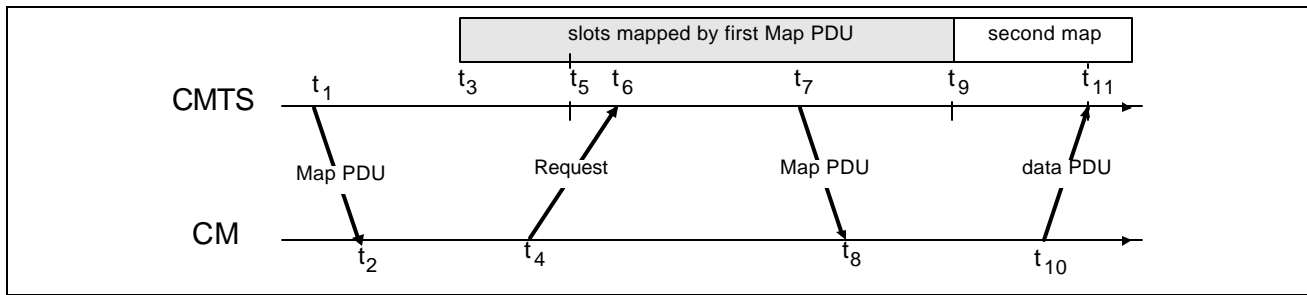 slots mapped by first Map PDU second map
t1 t3 t5 t6 t7 t9 t11
CMTS
Map PDU Request Map PDU data PDU
CM
t2 t4 t8 t10